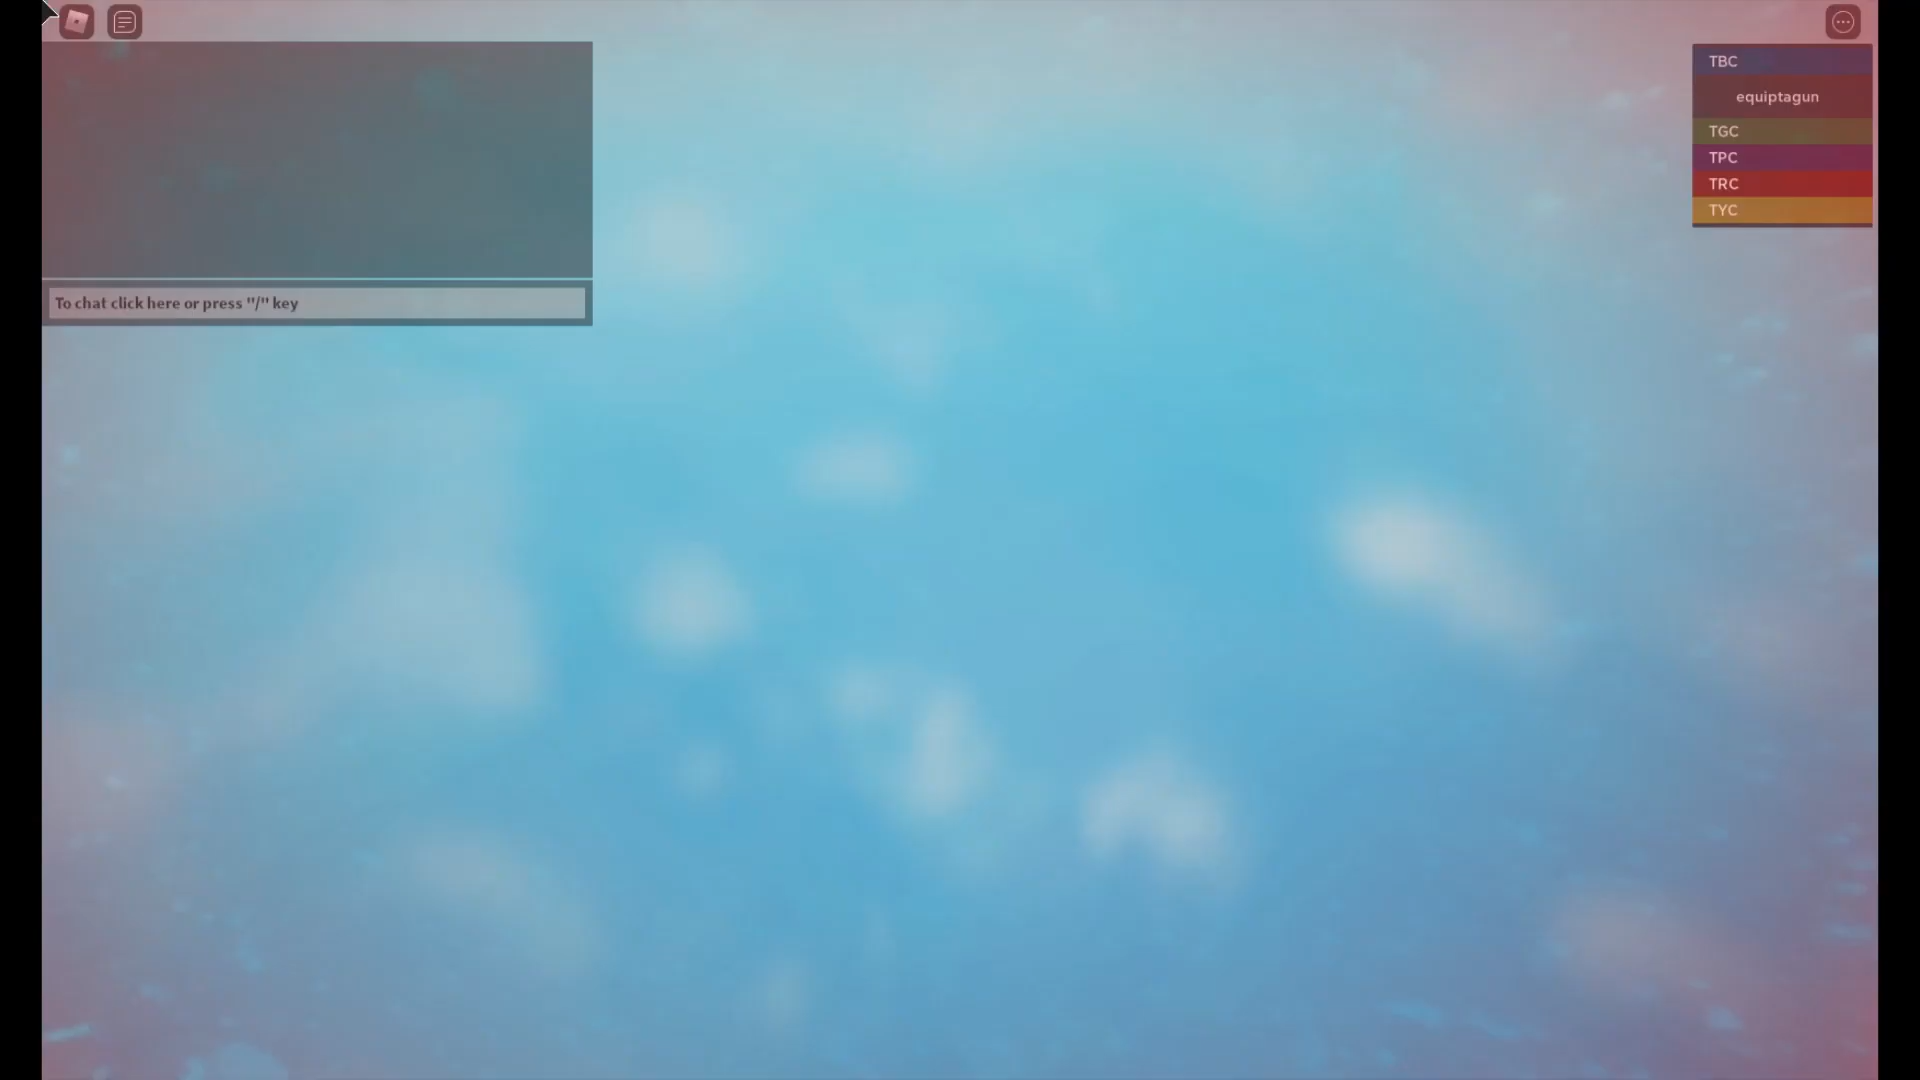 To chat click here or press "/" key
TBC
equiptagun
TGC
TPC
TRC
TYC